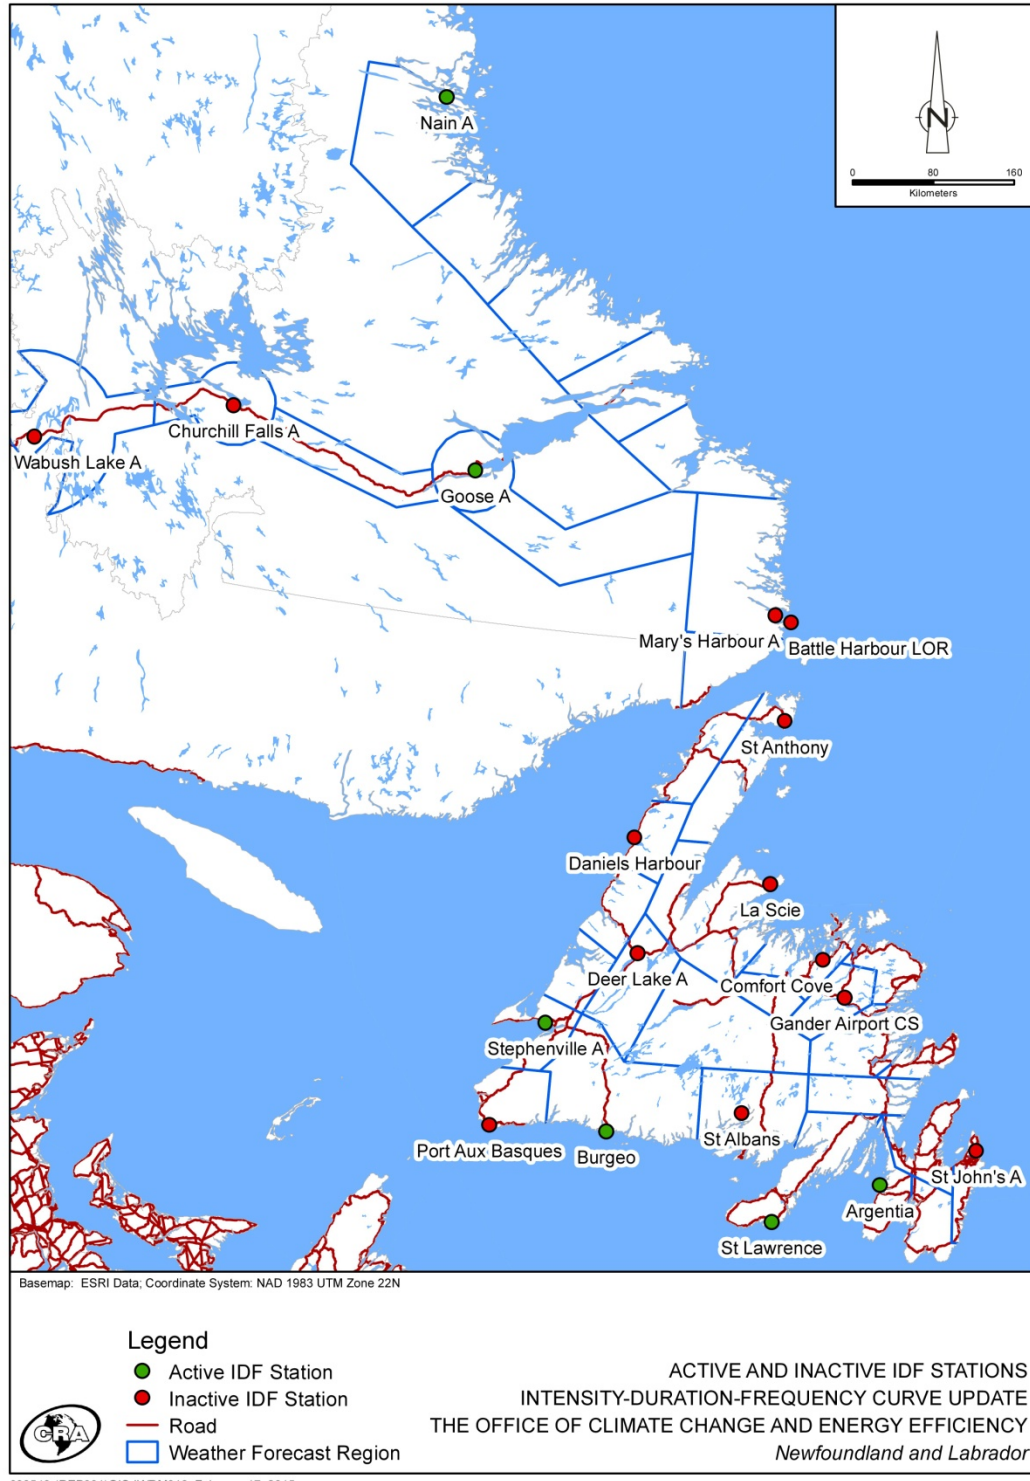 N
0 80 160
Kilometers
Nain A
Churchill Falls A
Wabush Lake A
Goose A
Mary's Harbour A
Battle Harbour LOR
St Anthony
Daniels Harbour
La Scie
Deer Lake A
Comfort Cove
Gander Airport CS
Stephenville A
Port Aux Basques
Burgeo
St Albans
St John's A
Argentia
St Lawrence
Basemap: ESRI Data; Coordinate System: NAD 1983 UTM Zone 22N
Legend
Active IDF Station
Inactive IDF Station
Road
Weather Forecast Region
CRA
ACTIVE AND INACTIVE IDF STATIONS
INTENSITY-DURATION-FREQUENCY CURVE UPDATE
THE OFFICE OF CLIMATE CHANGE AND ENERGY EFFICIENCY
Newfoundland and Labrador